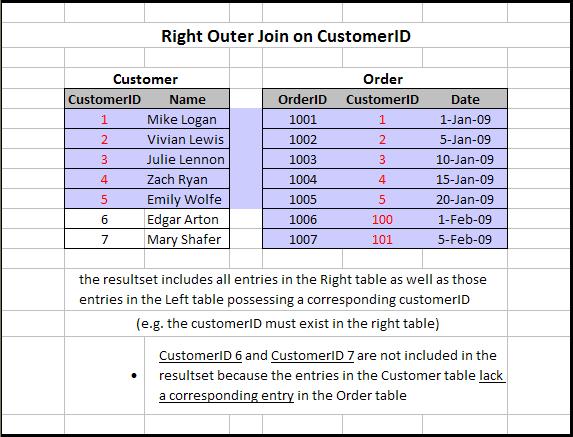 Right Outer Join on CustomerID
Customer Order
CustomerID Name OrderID CustomerID Date
1 Mike Logan 1001 1 1-Jan-09
2 Vivian Lewis 1002 2 5-Jan-09
3 Julie Lennon 1003 3 10-Jan-09
4 Zach Ryan 1004 4 15-Jan-09
5 Emily Wolfe 1005 5 20-Jan-09
6 Edgar Arton 1006 100 1-Feb-09
7 Mary Shafer 1007 101 5-Feb-09
the resultset includes all entries in the Right table as well as those
entries in the Left table possessing a corresponding customerID
(e.g. the customerID must exist in the right table)
CustomerID 6 and CustomerID 7 are not included in the
• resultset because the entries in the Customer table lack
a corresponding entry in the Order table